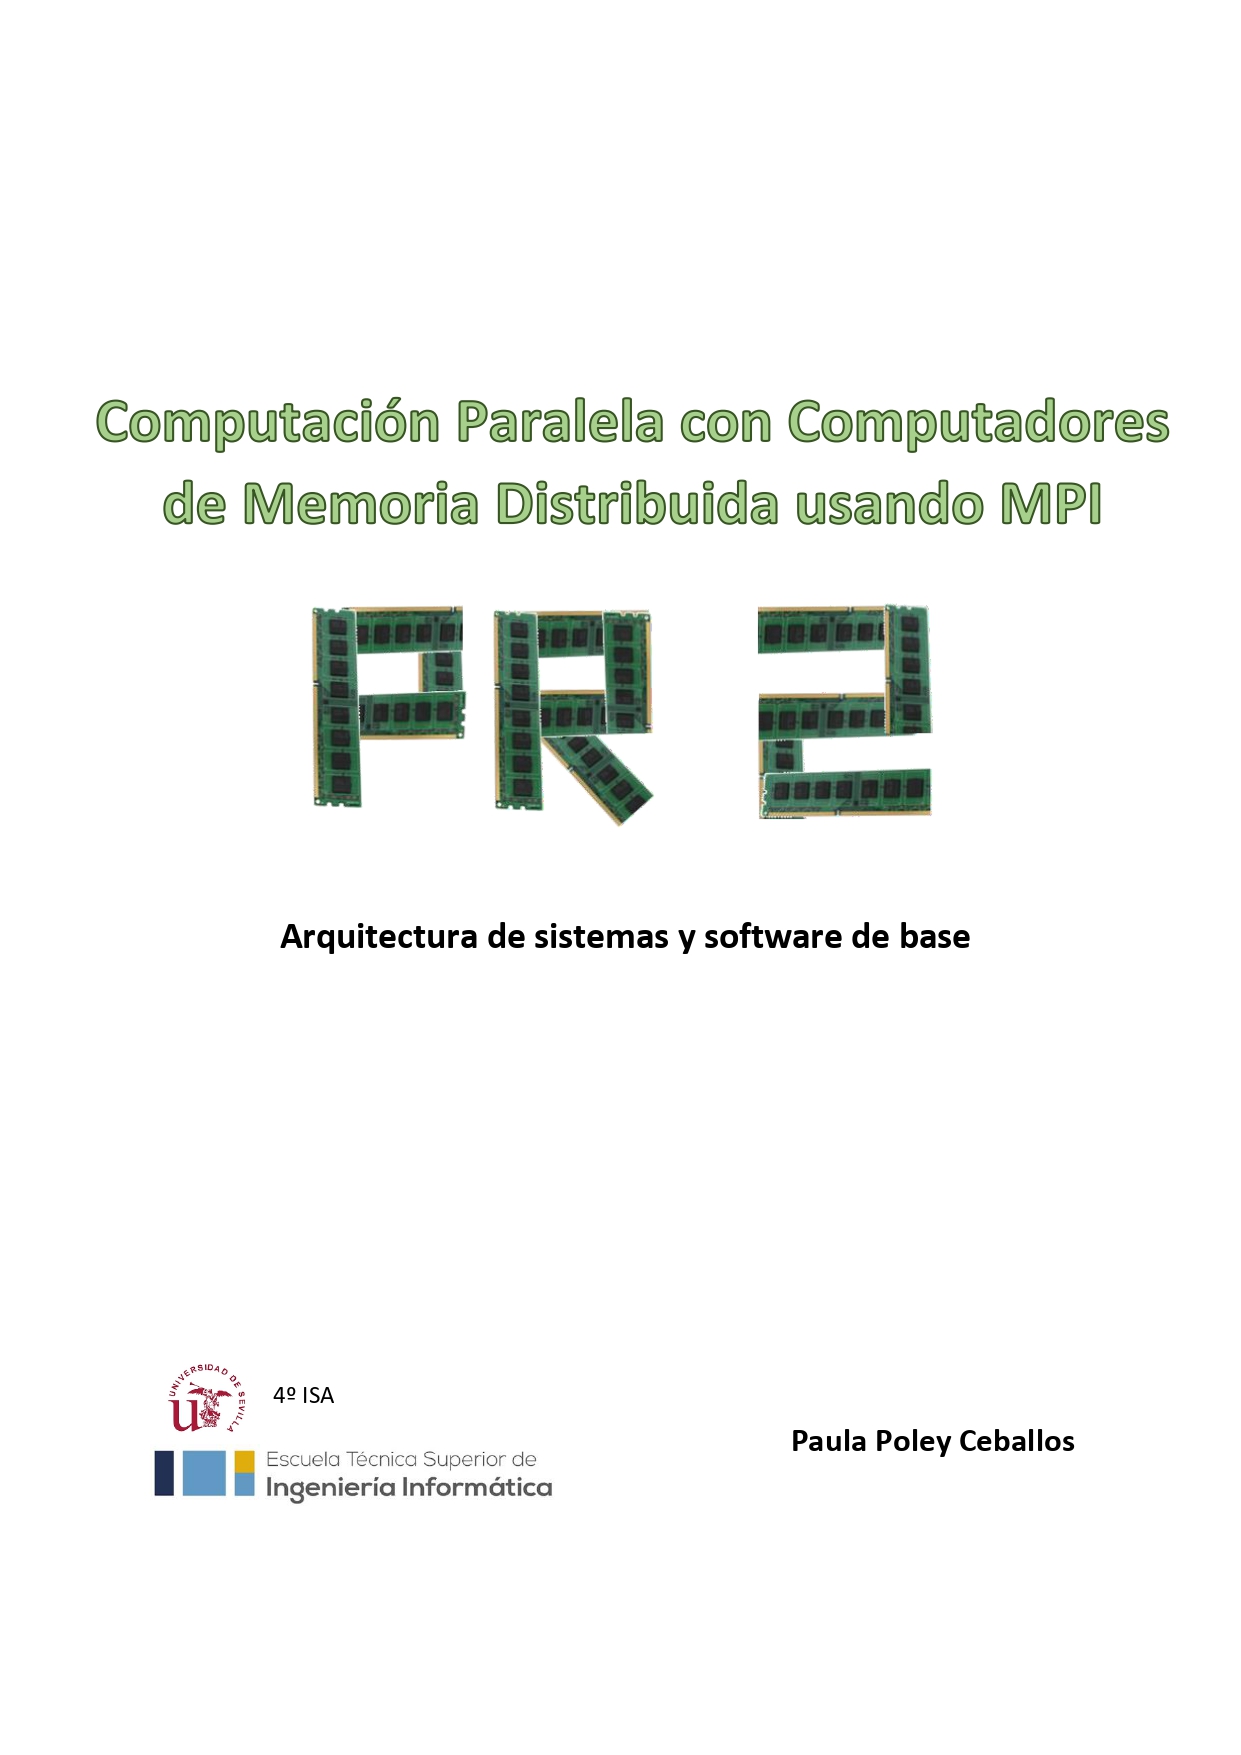 Computación Paralela con Computadores
de Memoria Distribuida usando MPI
PR 2
Arquitectura de sistemas y software de base
UNIVERSIDAD DE SEVILLA
u
4º ISA
Escuela Técnica Superior de
Ingeniería Informática
Paula Poley Ceballos